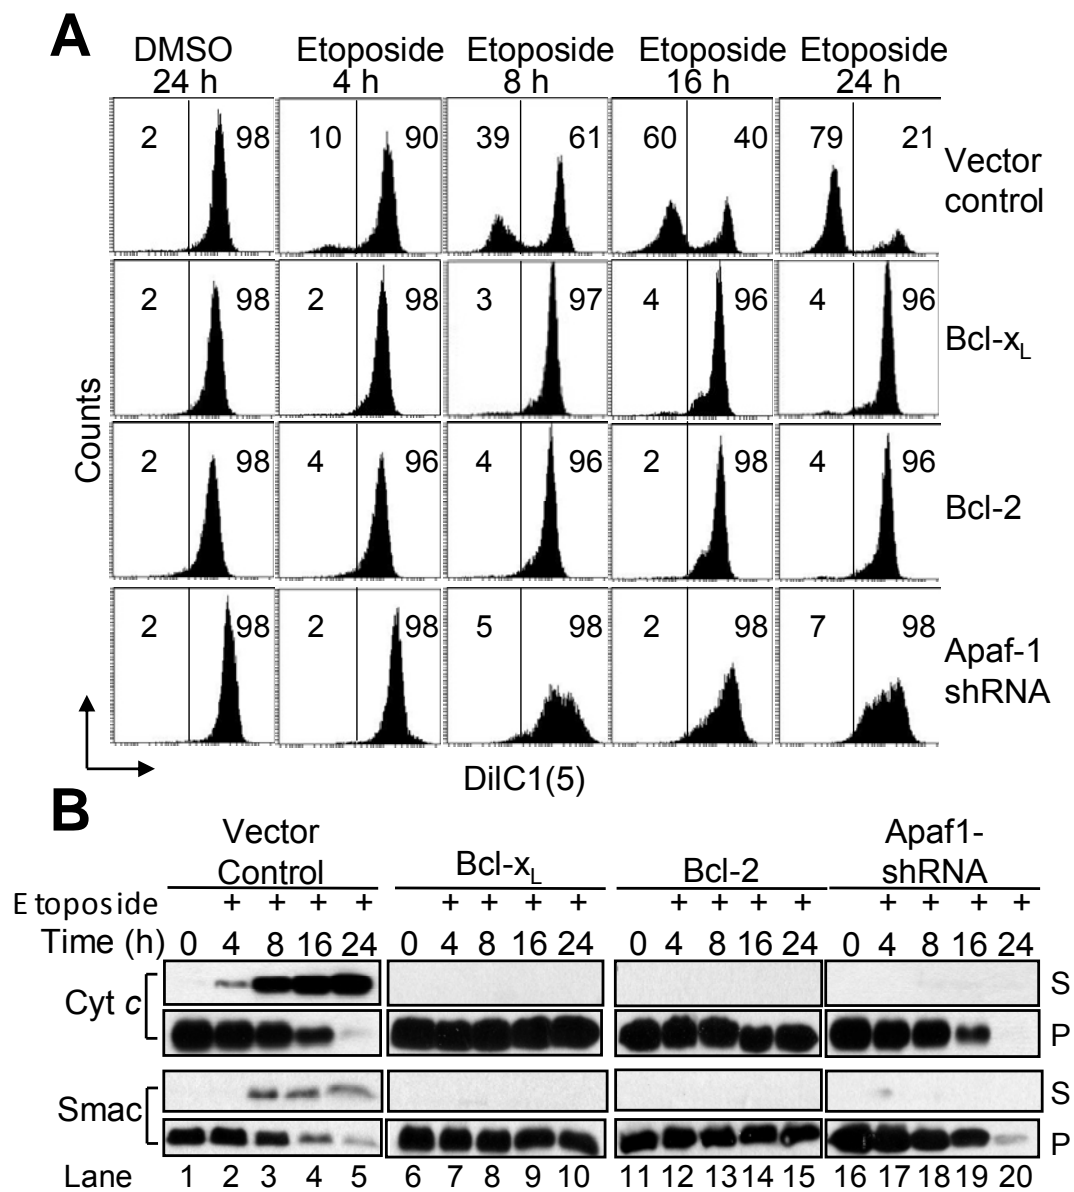 A
DMSO Etoposide Etoposide Etoposide Etoposide
24 h 4 h 8 h 16 h 24 h
2 98 10 90 39 61 60 40 79 21
Vector
control
2 98 2 98 3 97 4 96 4 96
Bcl-xL
2 98 4 96 4 96 2 98 4 96
Bcl-2
2 98 2 98 5 98 2 98 7 98
Apaf-1
shRNA
Counts
DilC1(5)
B
Vector
Control
Bcl-xL
Bcl-2
Apaf1-
shRNA
Etoposide + + + + + + + + + + + + + + + +
Time (h) 0 4 8 16 24 0 4 8 16 24 0 4 8 16 24 0 4 8 16 24
Cyt c
S
P
Smac
S
P
Lane 1 2 3 4 5 6 7 8 9 10 11 12 13 14 15 16 17 18 19 20